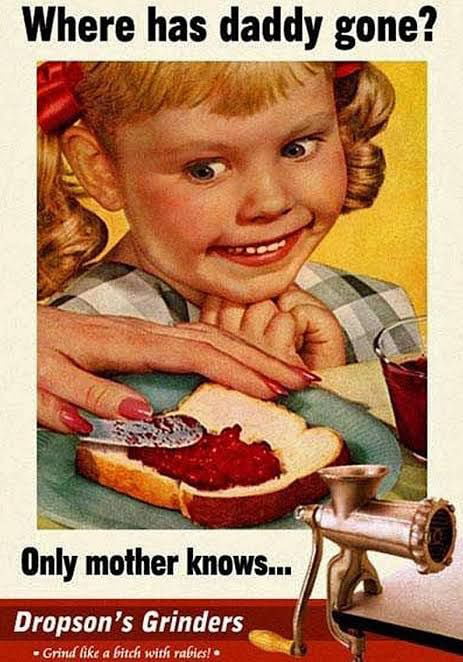 Where has daddy gone?
Only mother knows...
Dropson's Grinders
• Grind like a bitch with rabies! •